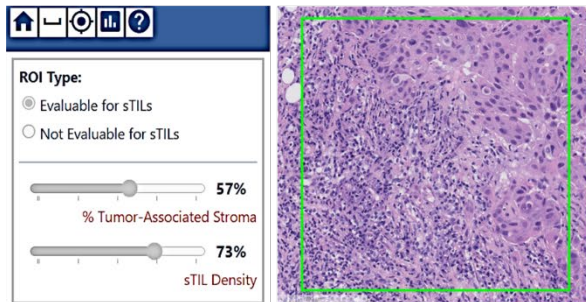 ROI Type:
Evaluable for sTILs
Not Evaluable for sTILs
57%
% Tumor-Associated Stroma
73%
sTIL Density